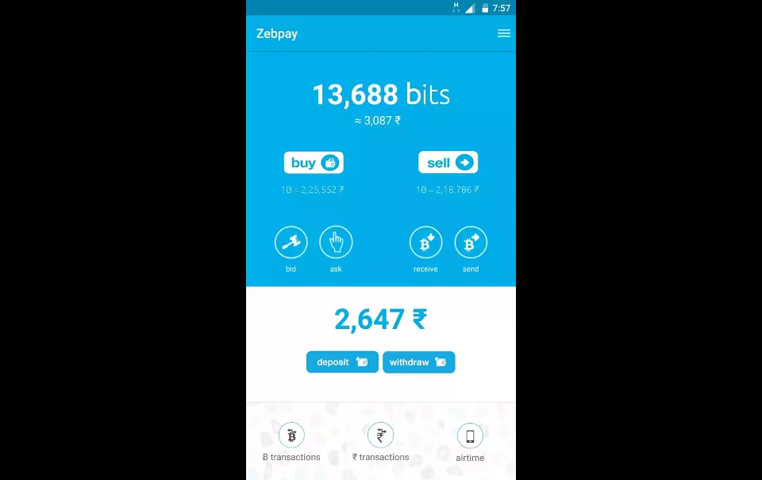 H 7:57
Zebpay
13,688 bits
≈ 3,087 ₹
buy sell
1Ƀ = 2,25,552 ₹ 1Ƀ = 2,18,786 ₹
bid ask receive send
2,647 ₹
deposit withdraw
Ƀ transactions ₹ transactions airtime